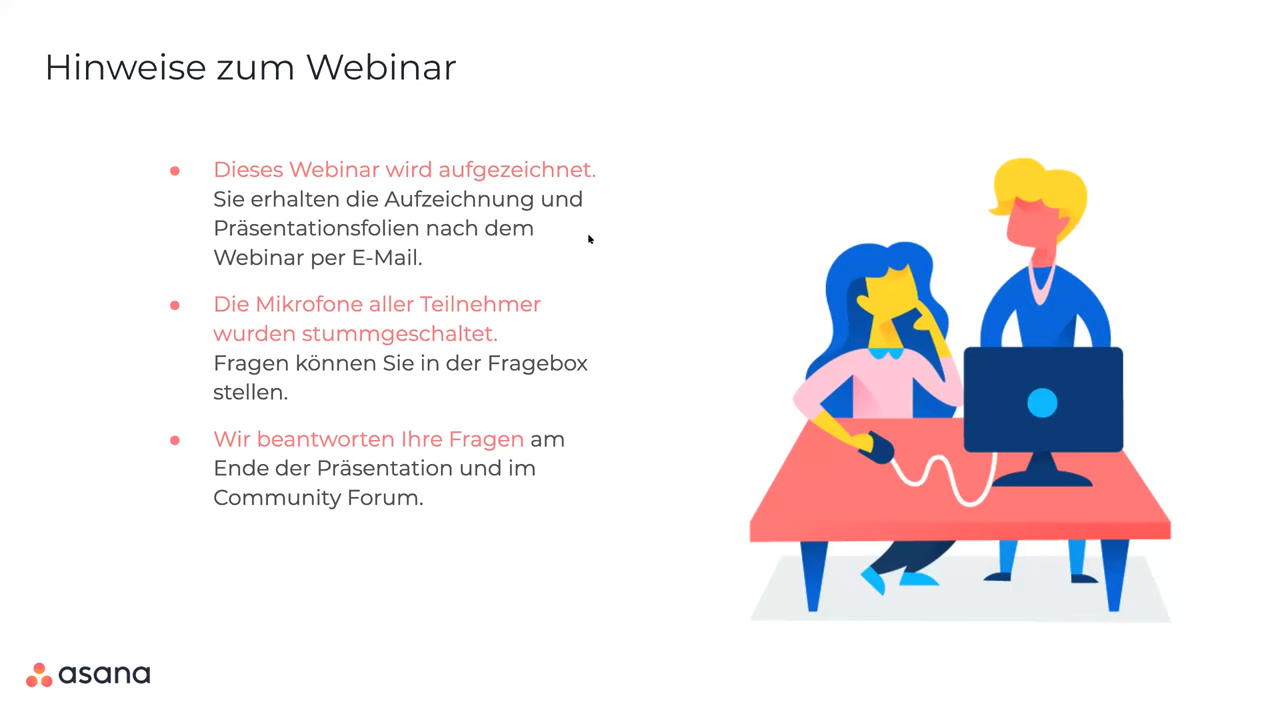 Hinweise zum Webinar
● Dieses Webinar wird aufgezeichnet.
Sie erhalten die Aufzeichnung und
Präsentationsfolien nach dem
Webinar per E-Mail.
● Die Mikrofone aller Teilnehmer
wurden stummgeschaltet.
Fragen können Sie in der Fragebox
stellen.
● Wir beantworten Ihre Fragen am
Ende der Präsentation und im
Community Forum.
asana